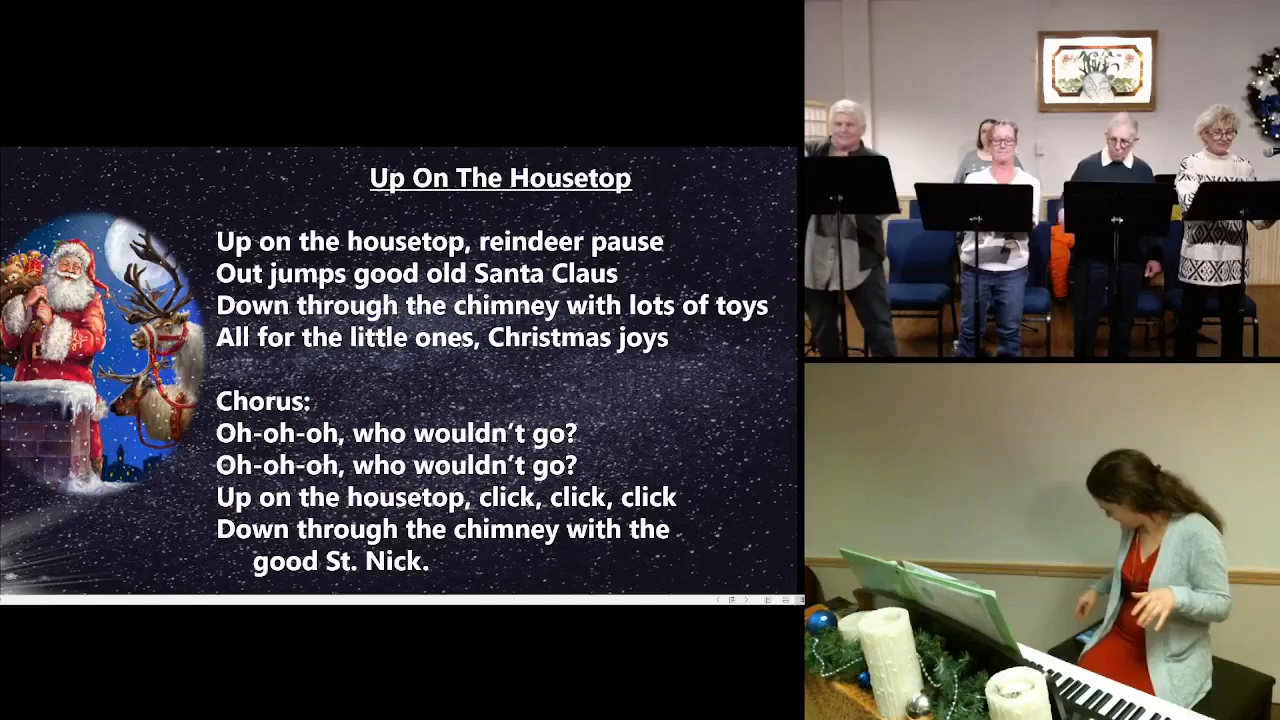 Up On The Housetop
Up on the housetop, reindeer pause
Out jumps good old Santa Claus
Down through the chimney with lots of toys
All for the little ones, Christmas joys
Chorus:
Oh-oh-oh, who wouldn’t go?
Oh-oh-oh, who wouldn’t go?
Up on the housetop, click, click, click
Down through the chimney with the
good St. Nick.